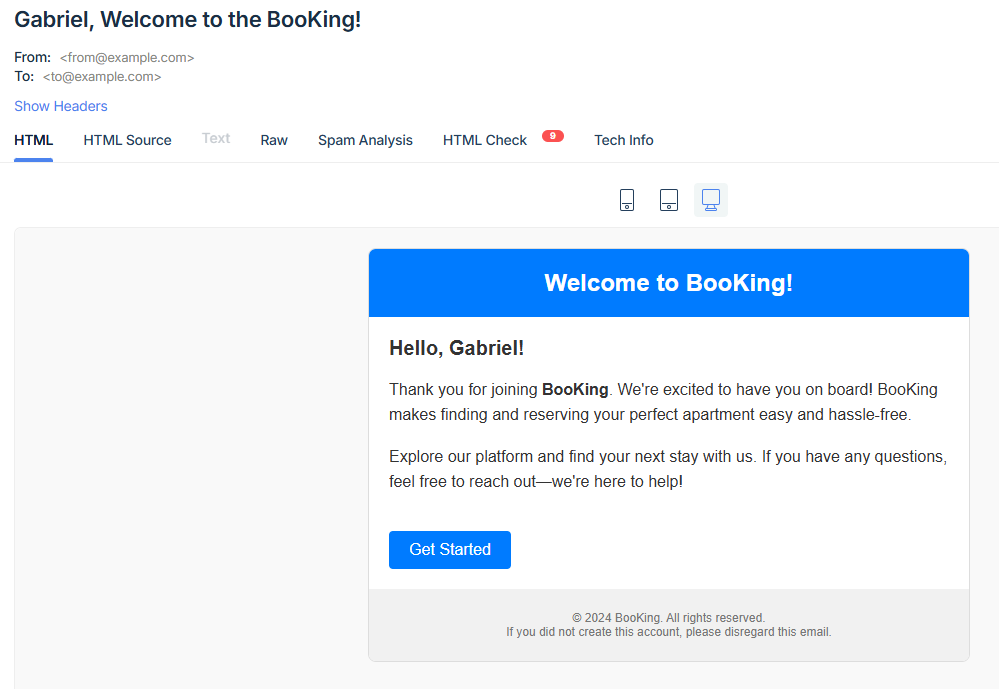 Gabriel, Welcome to the BooKing!
From: <from@example.com>
To: <to@example.com>
Show Headers
HTML HTML Source Text Raw Spam Analysis HTML Check 9 Tech Info
Welcome to BooKing!
Hello, Gabriel!
Thank you for joining BooKing. We're excited to have you on board! BooKing
makes finding and reserving your perfect apartment easy and hassle-free.
Explore our platform and find your next stay with us. If you have any questions,
feel free to reach out—we're here to help!
Get Started
© 2024 BooKing. All rights reserved.
If you did not create this account, please disregard this email.